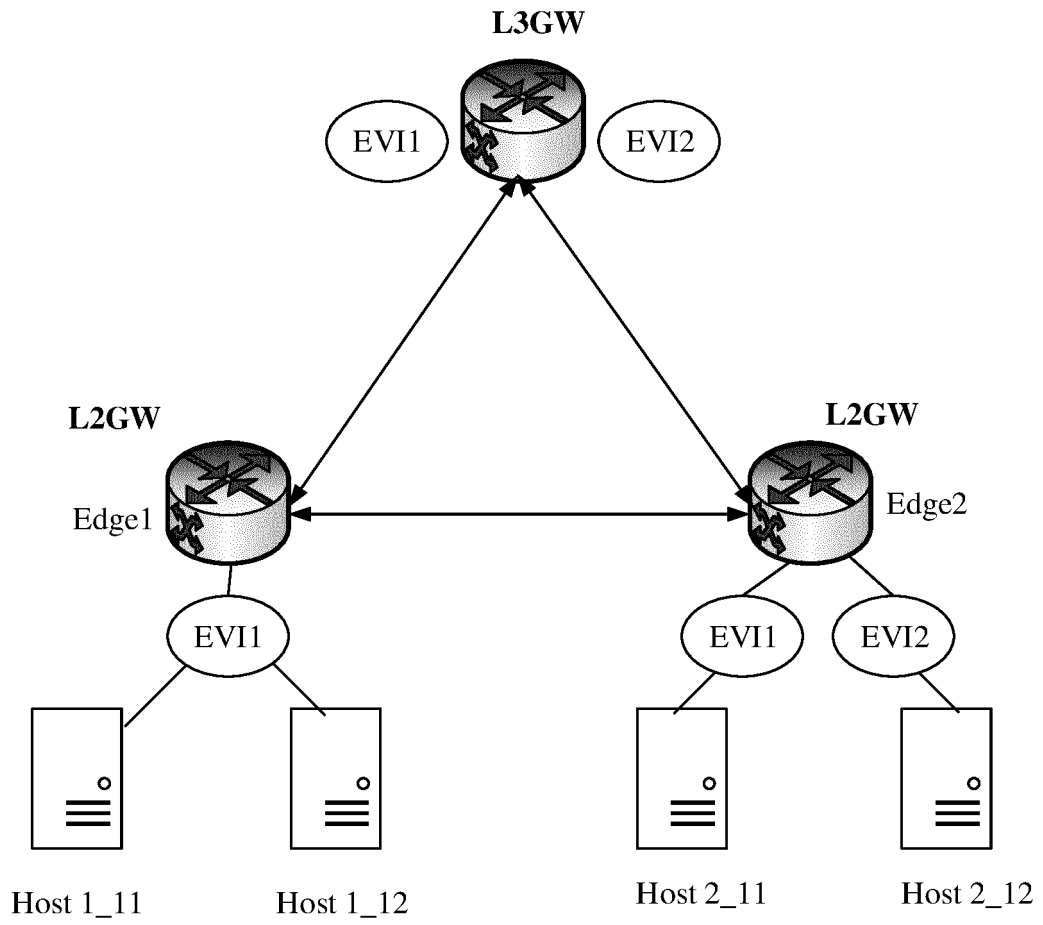 L3GW
EVI1
EVI2
L2GW
L2GW
Edge1
Edge2
EVI1
EVI1
EVI2
Host 1_11
Host 1_12
Host 2_11
Host 2_12